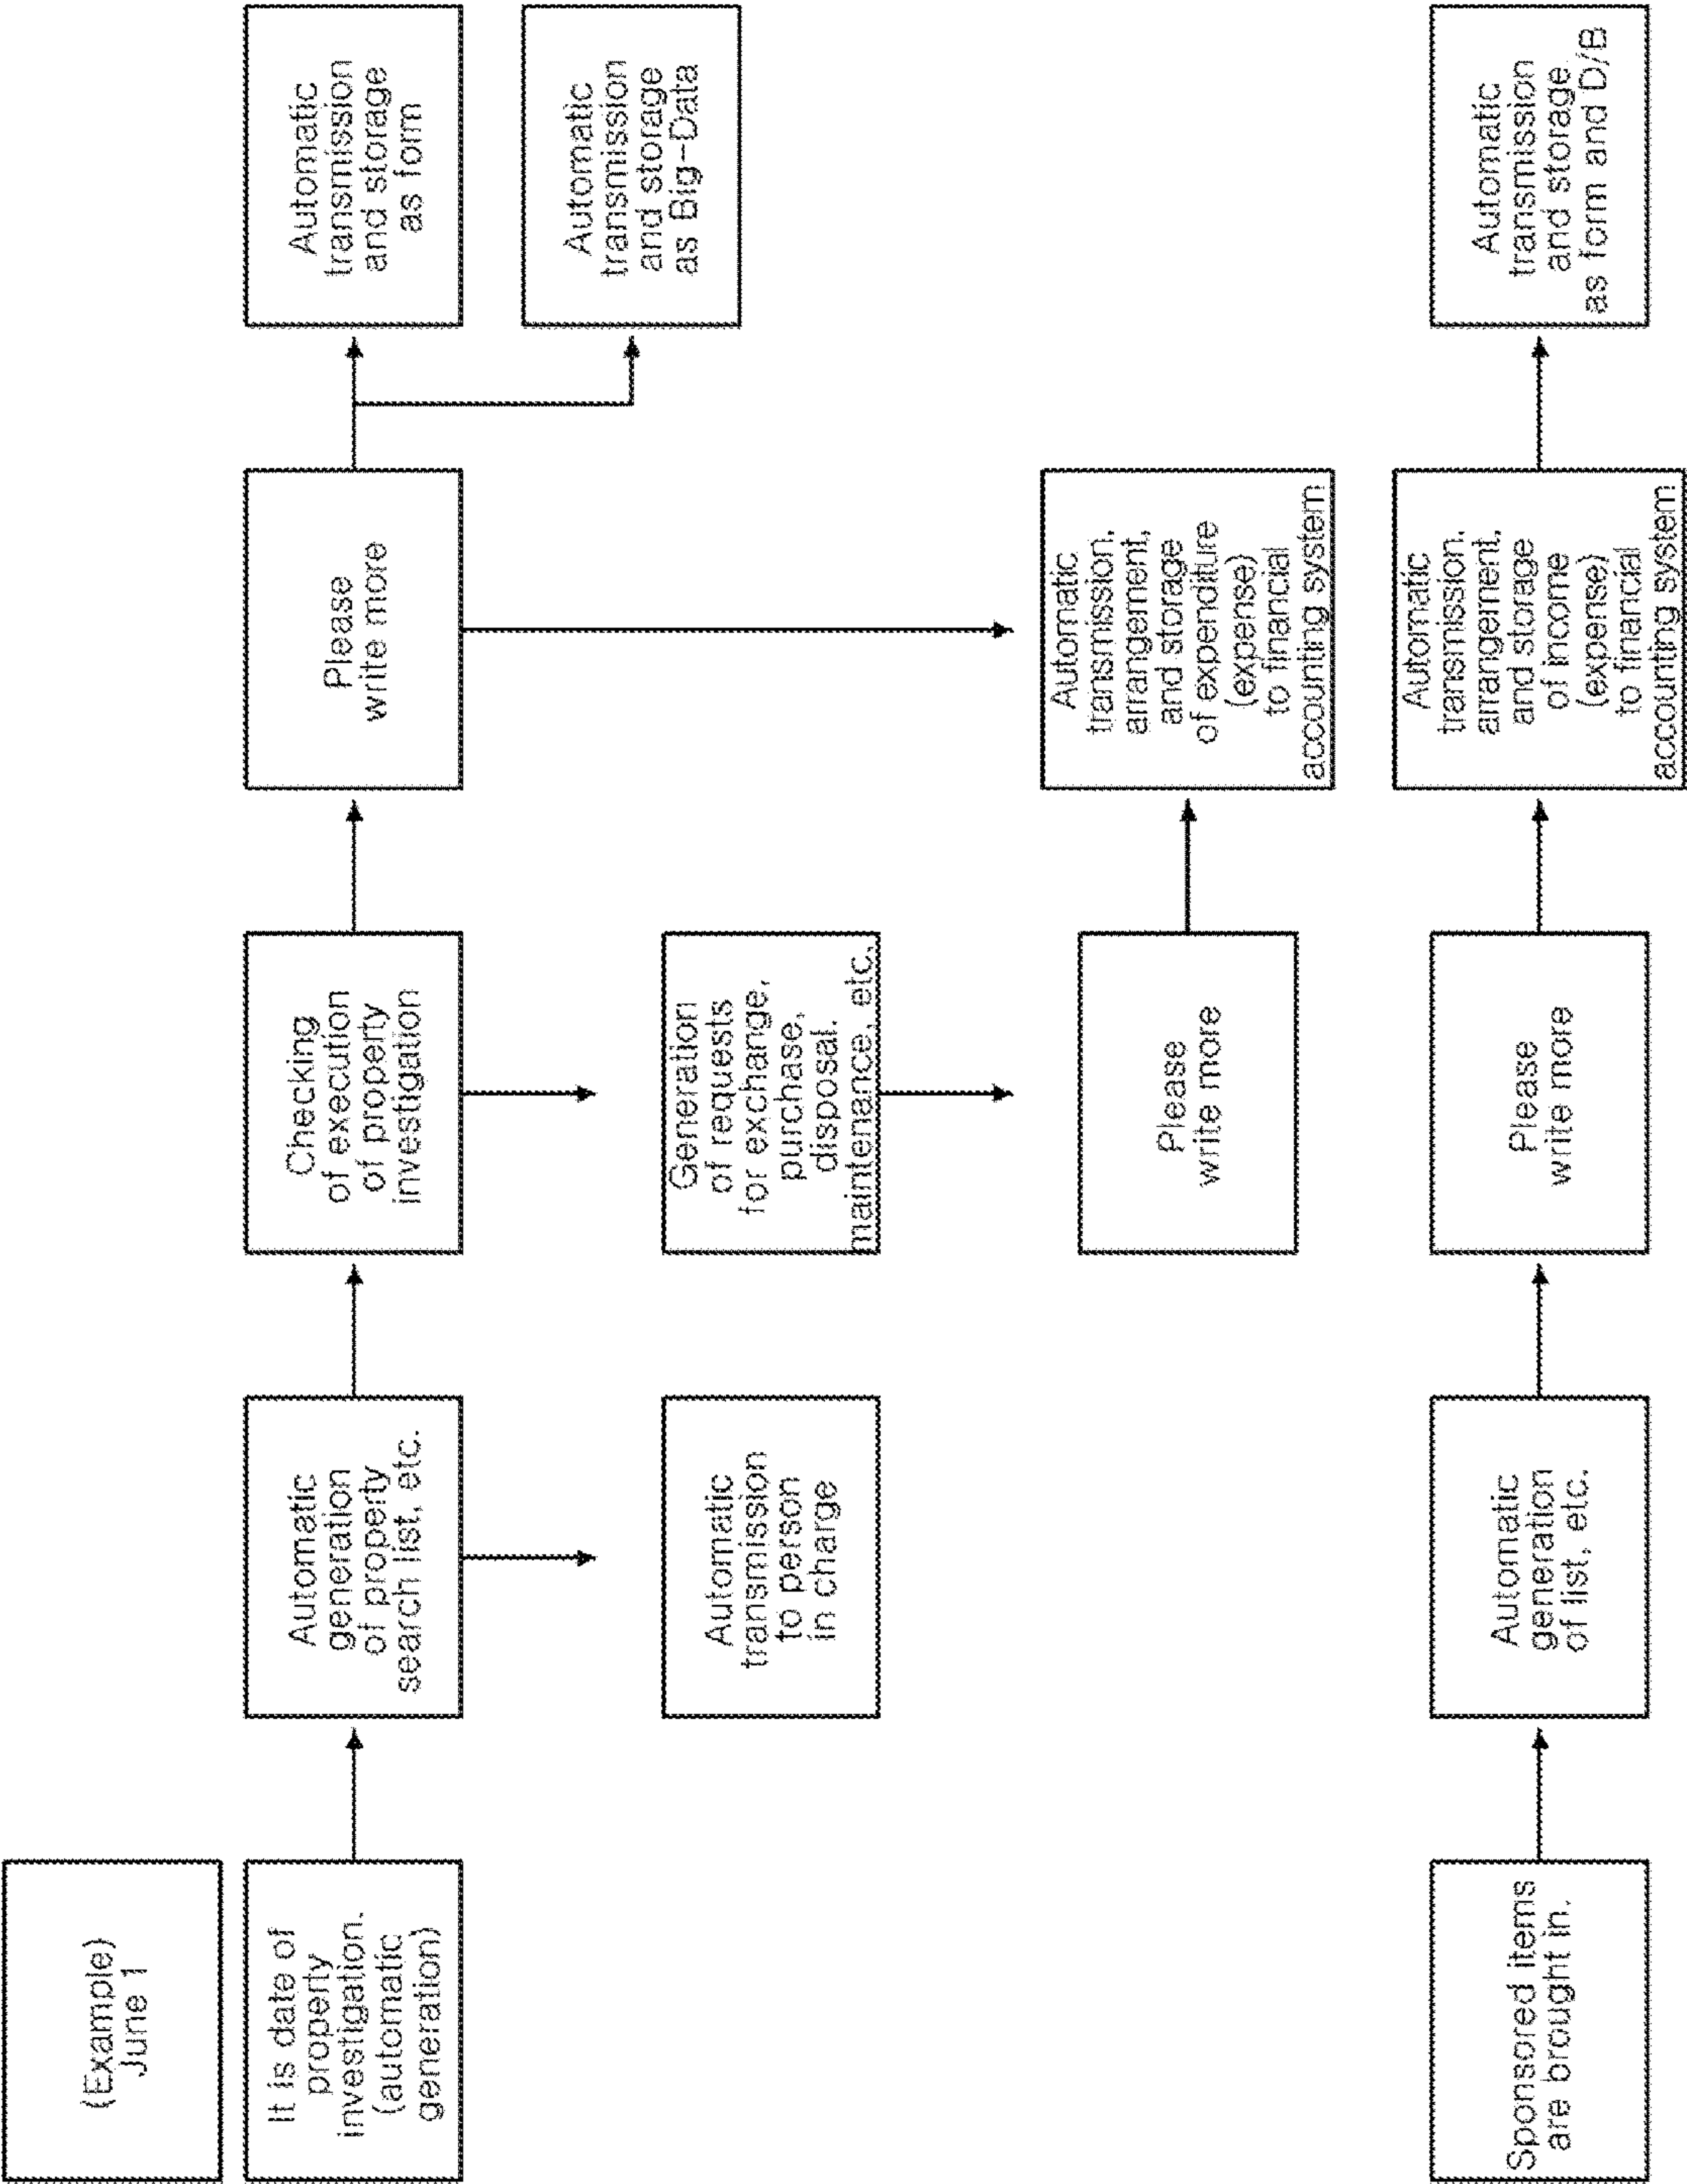 (Example)
June 1
It is date of
property
investigation.
(automatic
generation)
Automatic
generation
of property
search list, etc.
Checking
of execution
of property
investigation
Please
write more
Automatic
transmission
and storage
as form
Automatic
transmission
and storage
as Big-Data
Automatic
transmission
to person
in charge
Generation
of requests
for exchange,
purchase,
disposal.
maintenance, etc.
Please
write more
Automatic
transmission,
arrangement,
and storage
of expenditure
(expense)
to financial
accounting system
Sponsored items
are brought in.
Automatic
generation
of list, etc.
Please
write more
Automatic
transmission,
arrangement,
and storage
of income
(expense)
to financial
accounting system
Automatic
transmission
and storage
as form and D/B